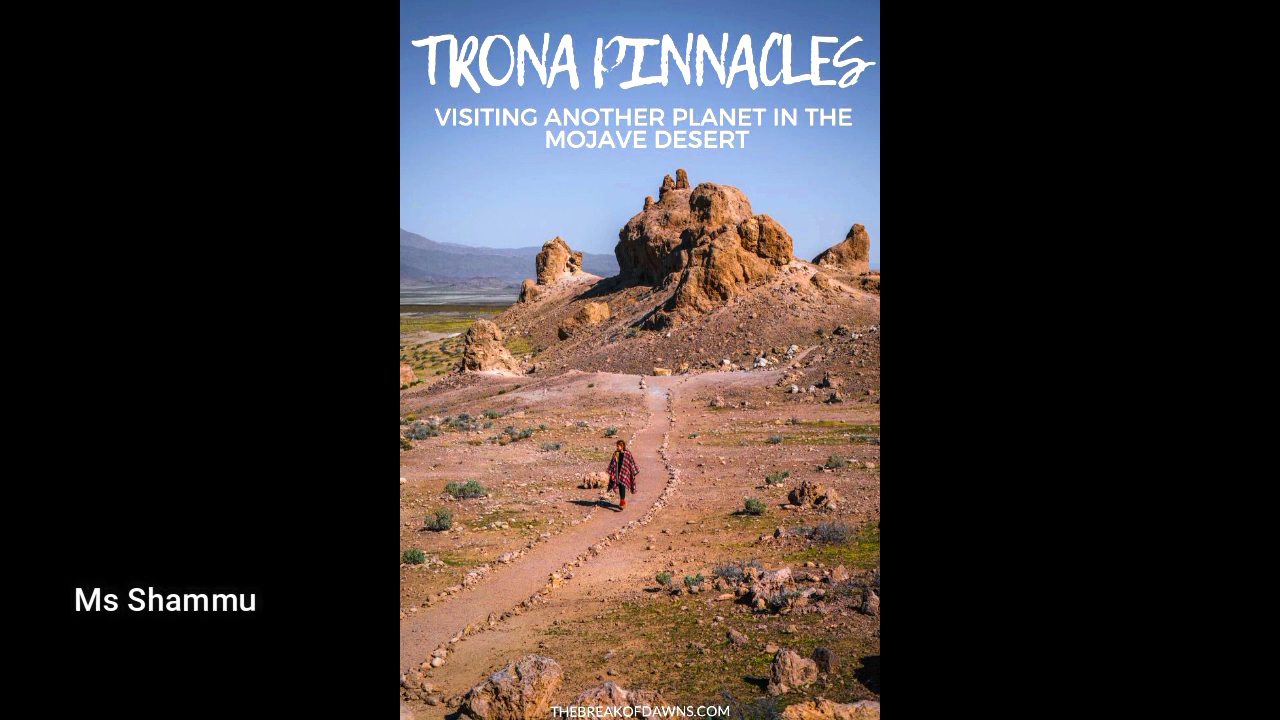 TRONA PINNACLES
VISITING ANOTHER PLANET IN THE
MOJAVE DESERT
Ms Shammu
THEBREAKOFDAWNS.COM